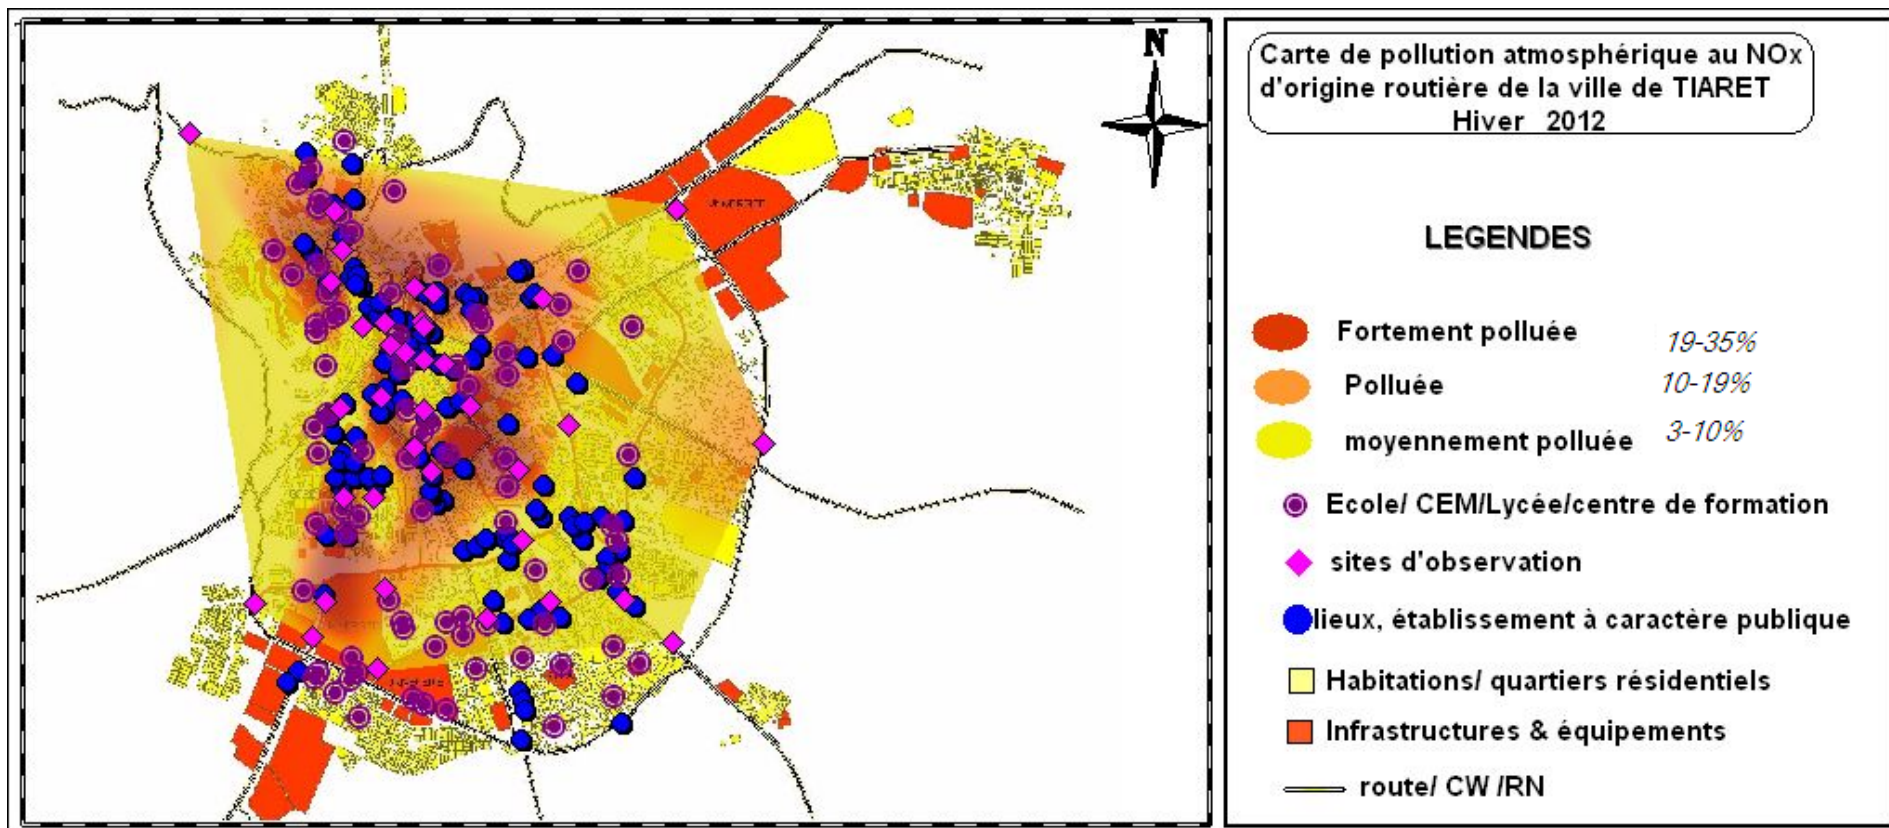 N
Carte de pollution atmosphérique au NOx
d'origine routière de la ville de TIARET
Hiver 2012
LEGENDES
Fortement polluée 19-35%
Polluée 10-19%
moyennement polluée 3-10%
Ecole/ CEM/Lycée/centre de formation
sites d'observation
lieux, établissement à caractère publique
Habitations/ quartiers résidentiels
Infrastructures & équipements
route/ CW /RN